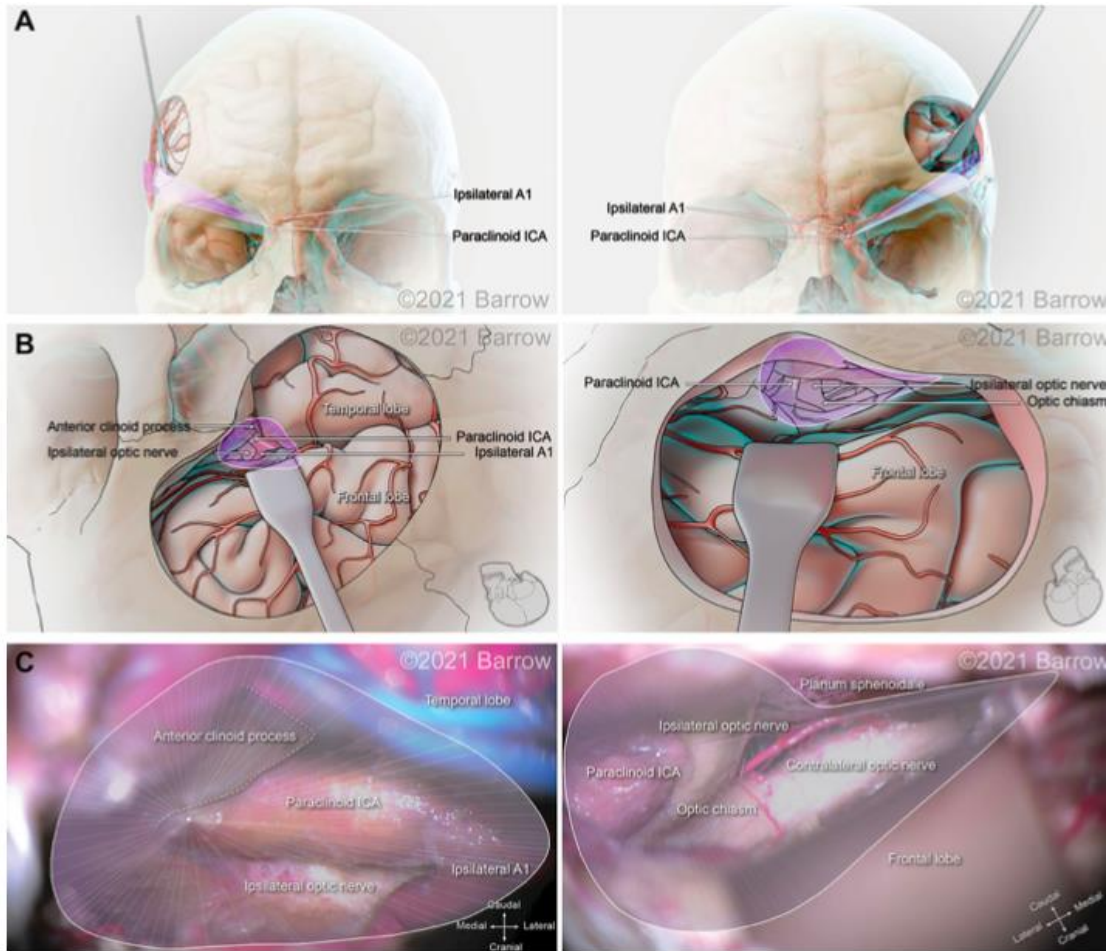 A
Ipsilateral A1
Paraclinoid ICA
©2021 Barrow
Ipsilateral A1
Paraclinoid ICA
©2021 Barrow
B
©2021 Barrow
Temporal lobe
Anterior clinoid process
Paraclinoid ICA
Ipsilateral optic nerve
Ipsilateral A1
Frontal lobe
©2021 Barrow
Paraclinoid ICA
Ipsilateral optic nerve
Optic chiasm
Frontal lobe
C
©2021 Barrow
Temporal lobe
Anterior clinoid process
Paraclinoid ICA
Ipsilateral A1
Ipsilateral optic nerve
Caudal
Medial
Lateral
Cranial
©2021 Barrow
Planum sphenoidale
Ipsilateral optic nerve
Paraclinoid ICA
Contralateral optic nerve
Optic chiasm
Frontal lobe
Caudal
Medial
Lateral
Cranial